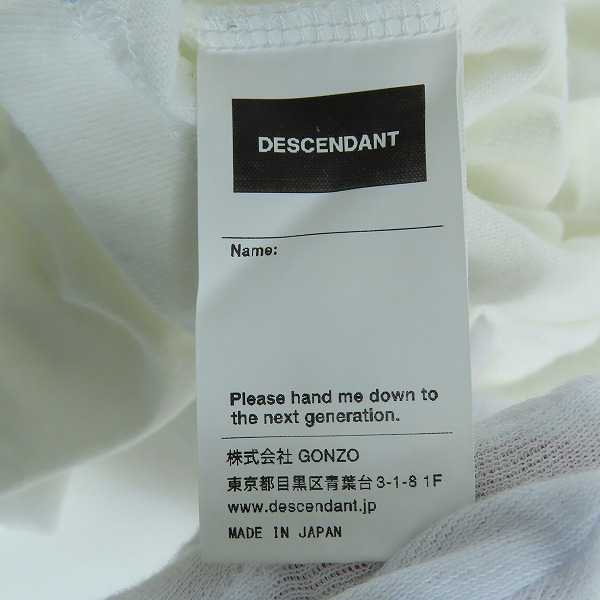 DESCENDANT
Name:
Please hand me down to
the next generation.
株式会社 GONZO
東京都目黒区青葉台3-1-8 1F
www.descendant.jp
MADE IN JAPAN